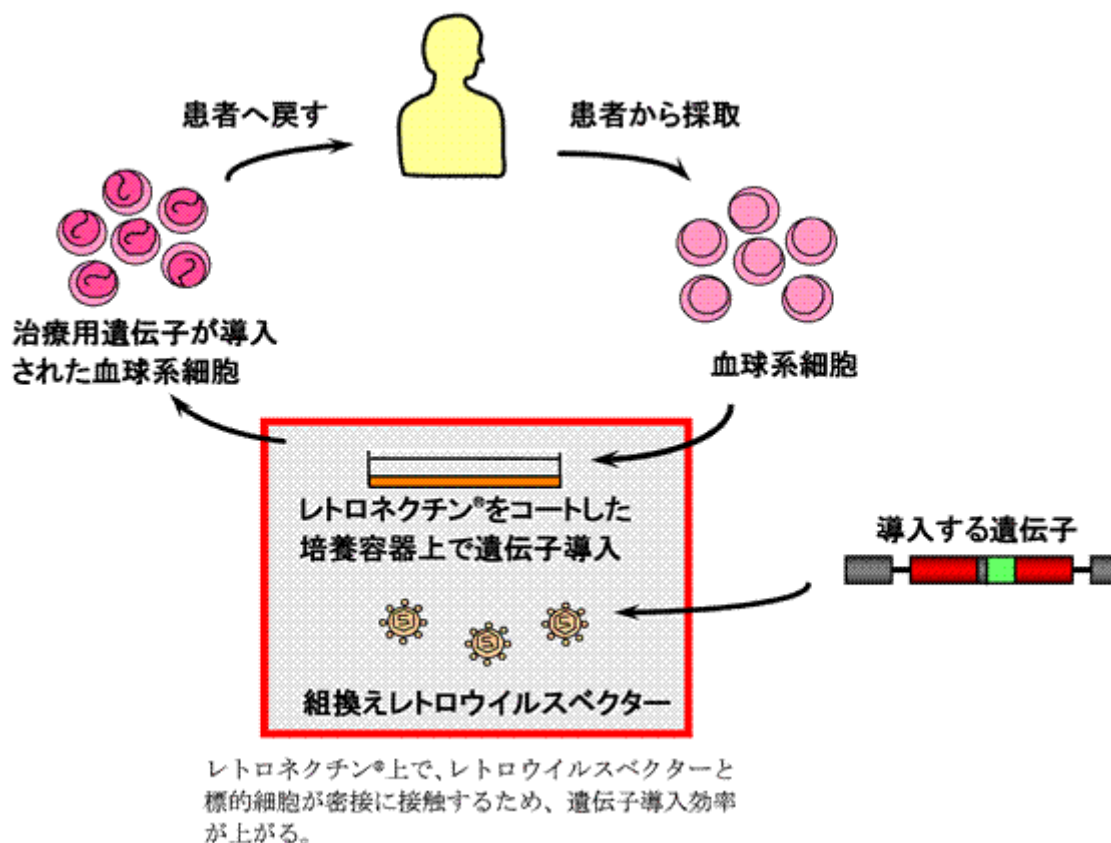 患者へ戻す
患者から採取
治療用遺伝子が導入
された血球系細胞
血球系細胞
レトロネクチン®をコートした
培養容器上で遺伝子導入
導入する遺伝子
組換えレトロウイルスベクター
レトロネクチン®上で、レトロウイルスベクターと
標的細胞が密接に接触するため、遺伝子導入効率
が上がる。